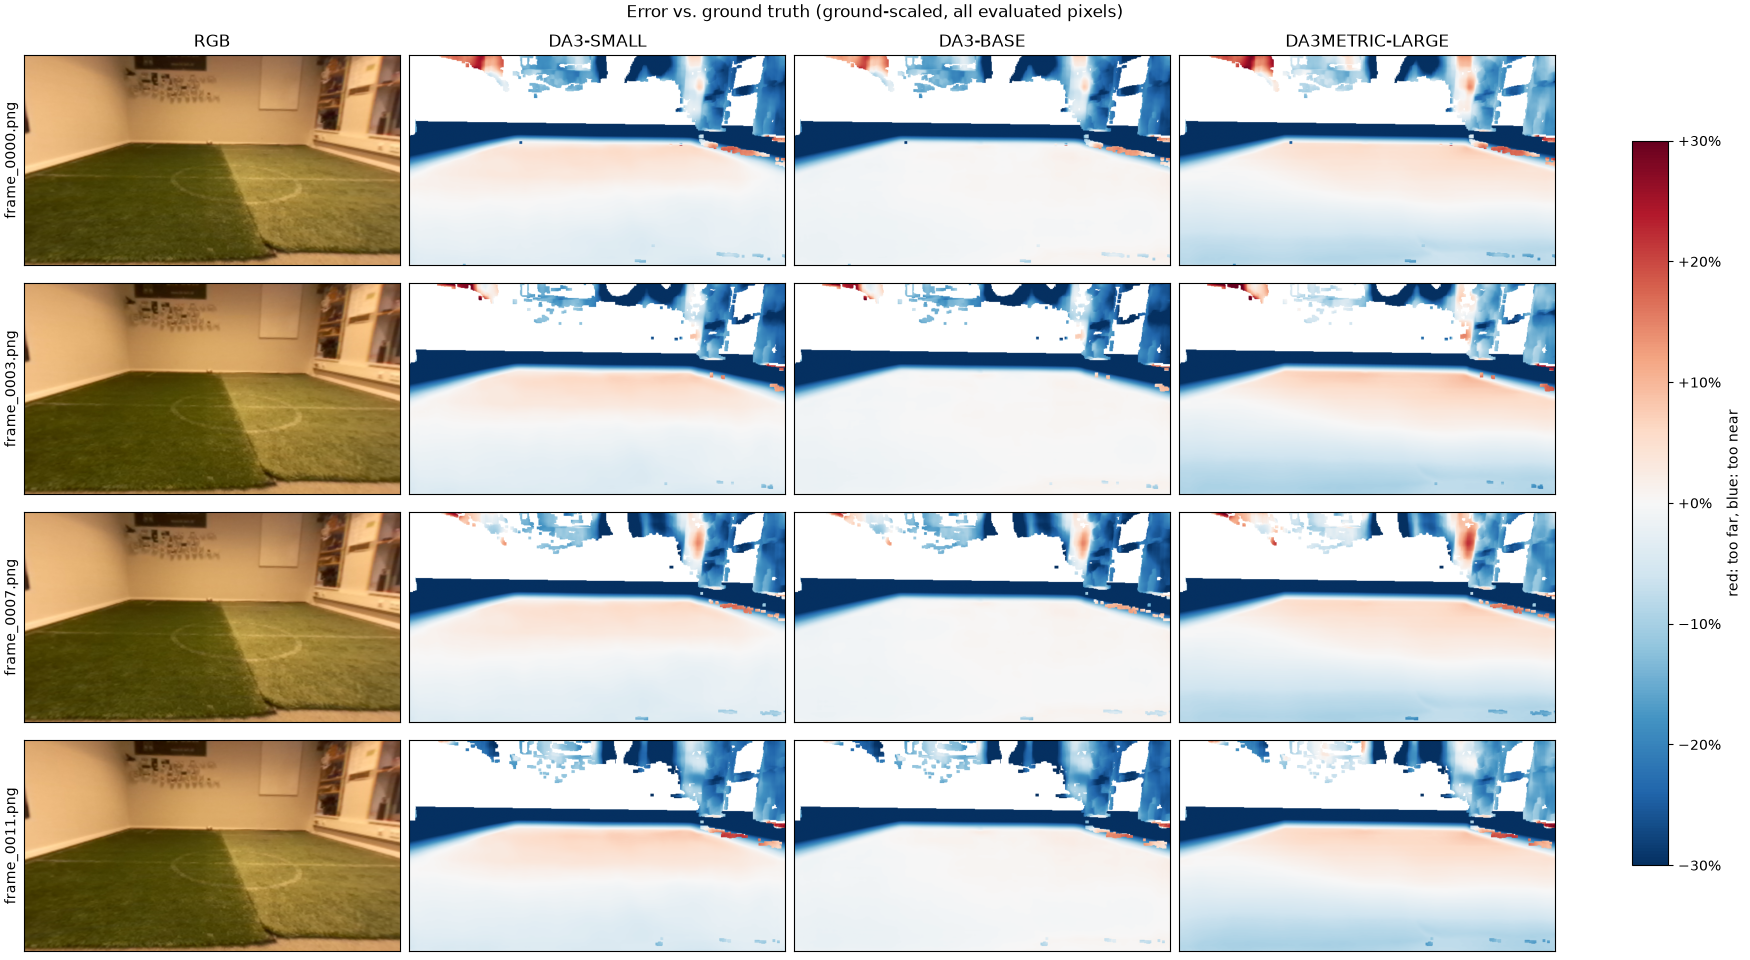 Error vs. ground truth (ground-scaled, all evaluated pixels)
RGB
DA3-SMALL
DA3-BASE
DA3METRIC-LARGE
frame_0000.png
frame_0003.png
frame_0007.png
frame_0011.png
+30%
+20%
+10%
+0%
−10%
−20%
−30%
red: too far, blue: too near